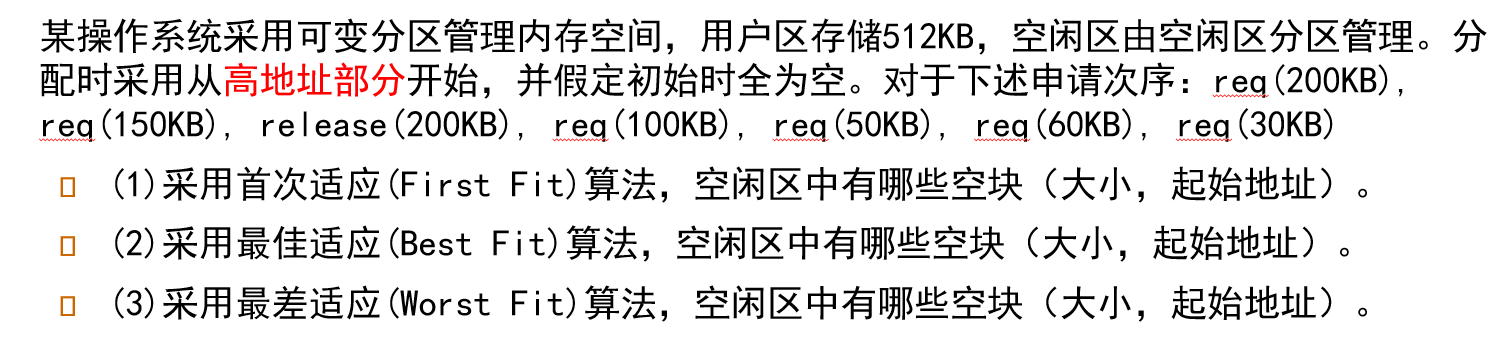 某操作系统采用可变分区管理内存空间，用户区存储512KB，空闲区由空闲区分区管理。分
配时采用从高地址部分开始，并假定初始时全为空。对于下述申请次序：req(200KB),
req(150KB), release(200KB), req(100KB), req(50KB), req(60KB), req(30KB)
(1)采用首次适应(First Fit)算法，空闲区中有哪些空块（大小，起始地址）。
(2)采用最佳适应(Best Fit)算法，空闲区中有哪些空块（大小，起始地址）。
(3)采用最差适应(Worst Fit)算法，空闲区中有哪些空块（大小，起始地址）。